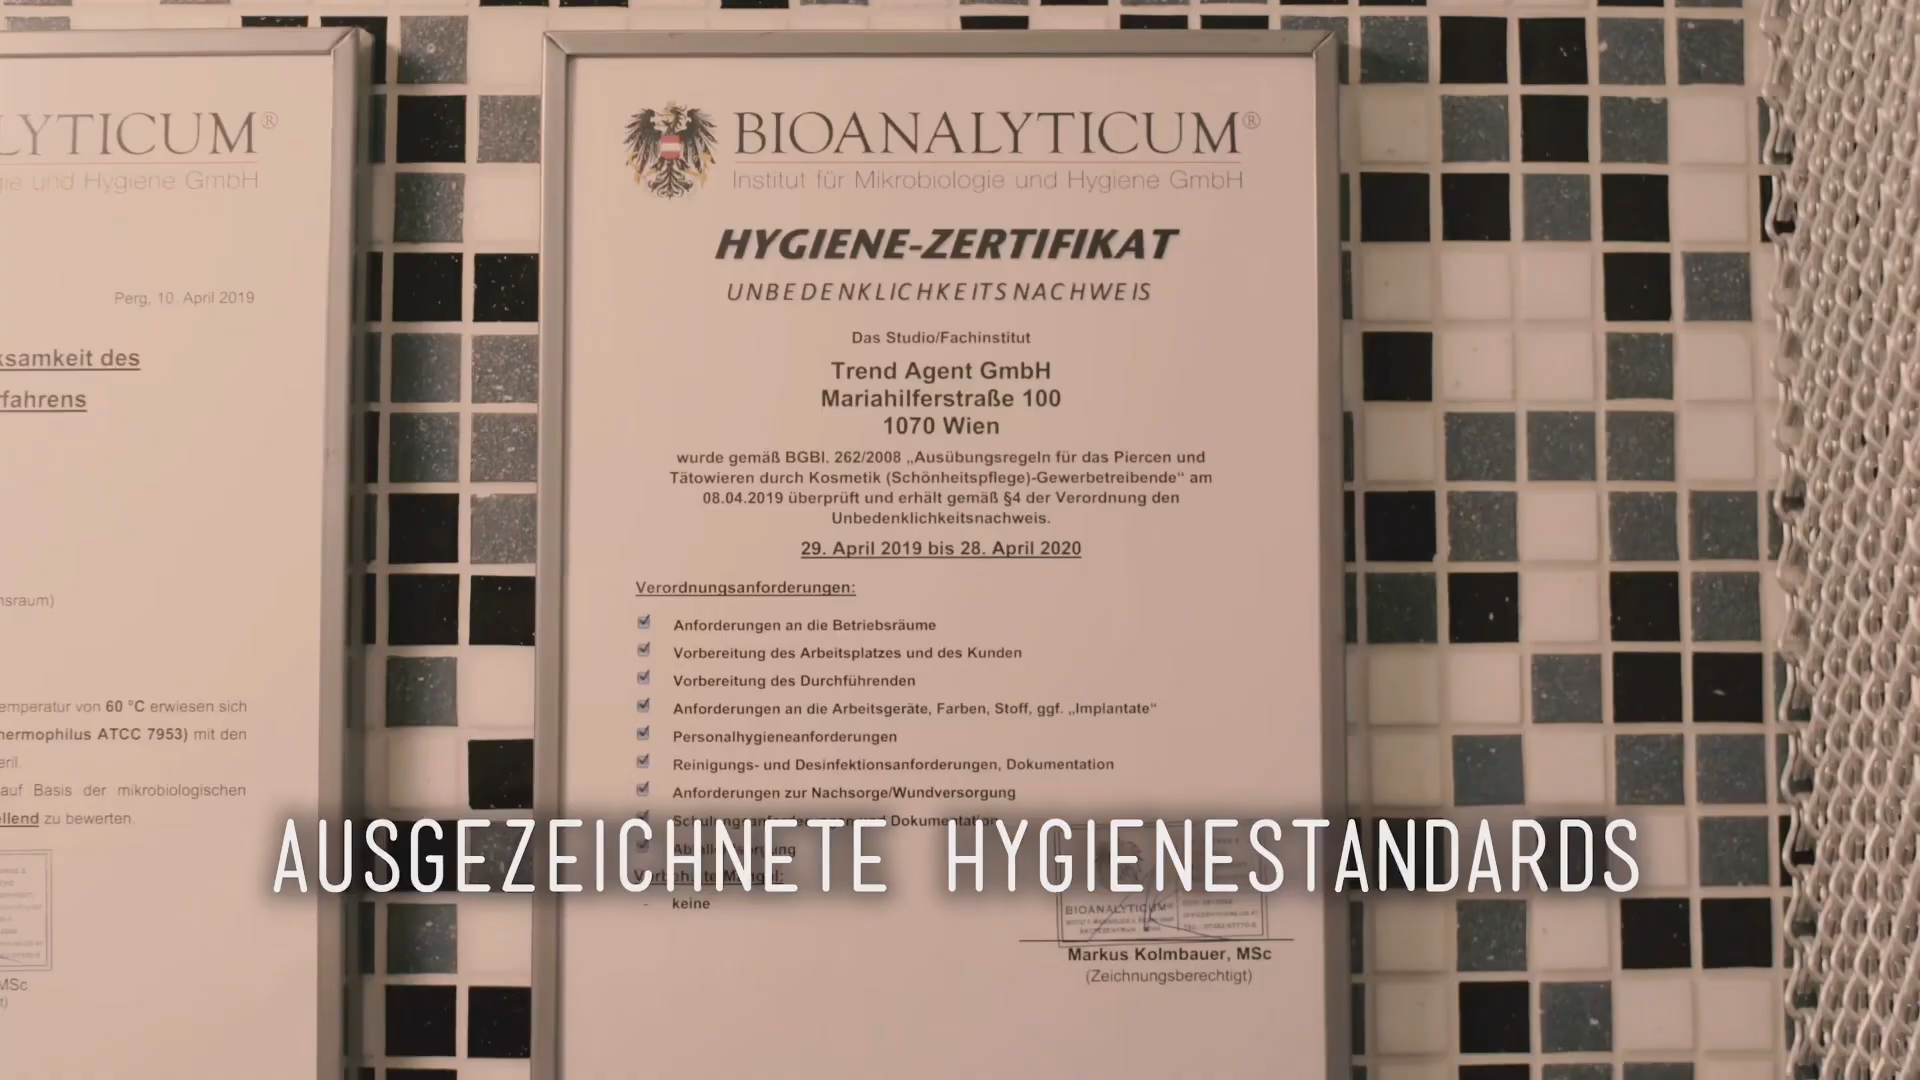 LYTICUM®
gie und Hygiene GmbH
Perg, 10. April 2019
ksamkeit des
fahrens
nsraum)
emperatur von 60 °C erwiesen sich
hermophilus ATCC 7953) mit den
eril.
auf Basis der mikrobiologischen
llend zu bewerten.
MSc
BIOANALYTICUM®
Institut für Mikrobiologie und Hygiene GmbH
HYGIENE-ZERTIFIKAT
UNBEDENKLICHKEITSNACHWEIS
Das Studio/Fachinstitut
Trend Agent GmbH
Mariahilferstraße 100
1070 Wien
wurde gemäß BGBl. 262/2008 „Ausübungsregeln für das Piercen und
Tätowieren durch Kosmetik (Schönheitspflege)-Gewerbetreibende“ am
08.04.2019 überprüft und erhält gemäß §4 der Verordnung den
Unbedenklichkeitsnachweis.
29. April 2019 bis 28. April 2020
Verordnungsanforderungen:
Anforderungen an die Betriebsräume
Vorbereitung des Arbeitsplatzes und des Kunden
Vorbereitung des Durchführenden
Anforderungen an die Arbeitsgeräte, Farben, Stoff, ggf. „Implantate“
Personalhygieneanforderungen
Reinigungs- und Desinfektionsanforderungen, Dokumentation
Anforderungen zur Nachsorge/Wundversorgung
Schulungsanforderungen und Dokumentation
AUSGEZEICHNETE HYGIENESTANDARDS
- keine
BIOANALYTICUM®
Markus Kolmbauer, MSc
(Zeichnungsberechtigt)